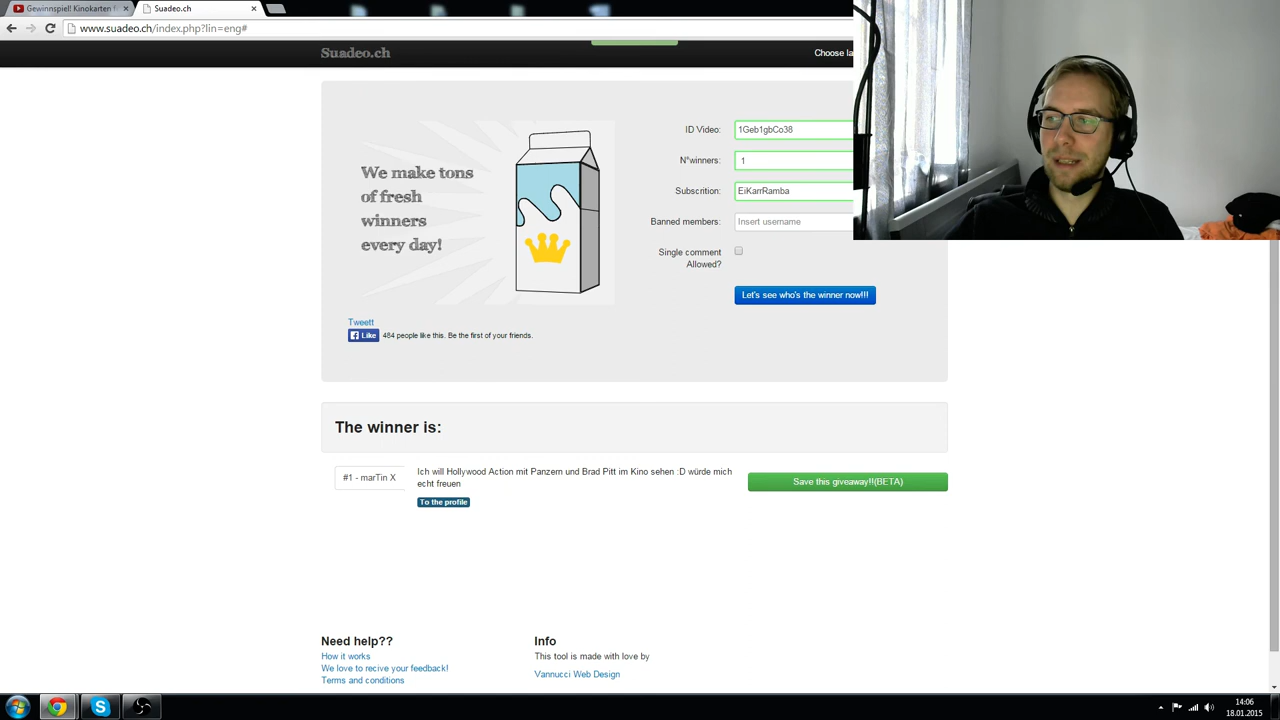 Gewinnspiel! Kinokarten f
Suadeo.ch
www.suadeo.ch/index.php?lin=eng#
Suadeo.ch
Choose la
We make tons
of fresh
winners
every day!
ID Video:
1Geb1gbCo38
N°winners:
1
Subscrition:
EiKarrRamba
Banned members:
Insert username
Single comment
Allowed?
Let's see who's the winner now!!!
Tweett
Like
484 people like this. Be the first of your friends.
The winner is:
#1 - marTin X
Ich will Hollywood Action mit Panzern und Brad Pitt im Kino sehen :D würde mich
echt freuen
To the profile
Save this giveaway!!(BETA)
Need help??
How it works
We love to recive your feedback!
Terms and conditions
Info
This tool is made with love by
Vannucci Web Design
14:06
18.01.2015